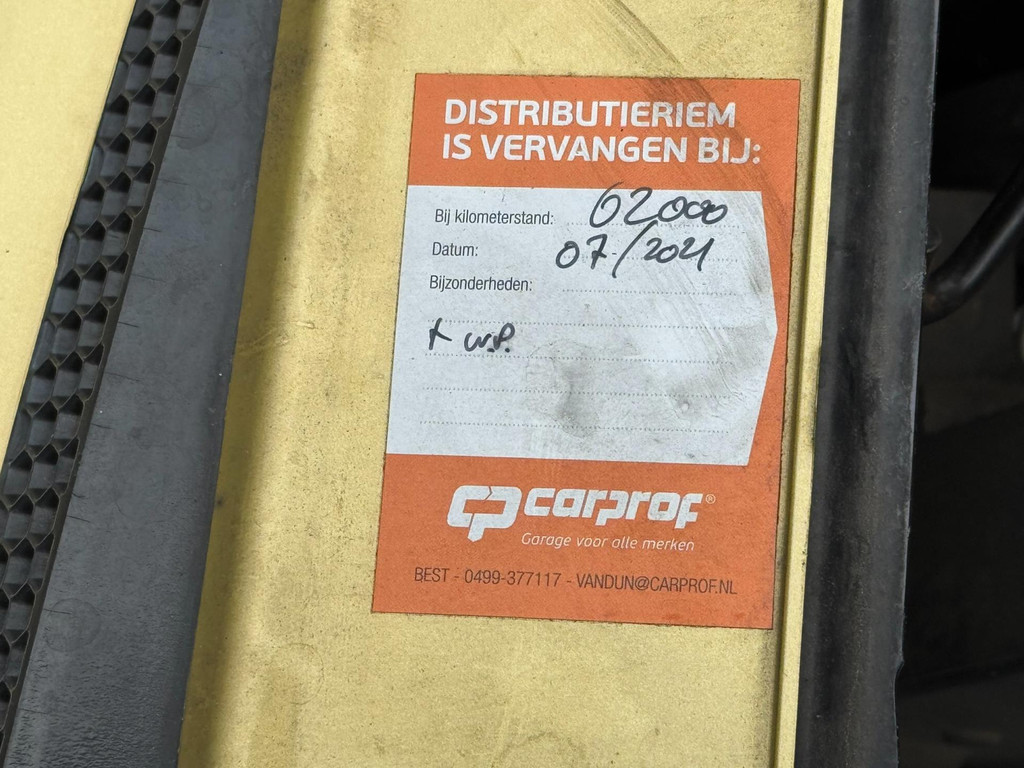 DISTRIBUTIERIEM
IS VERVANGEN BIJ:
Bij kilometerstand: 62000
Datum: 07/2021
Bijzonderheden:
+ w.p.
CP carprof®
Garage voor alle merken
BEST - 0499-377117 - VANDUN@CARPROF.NL